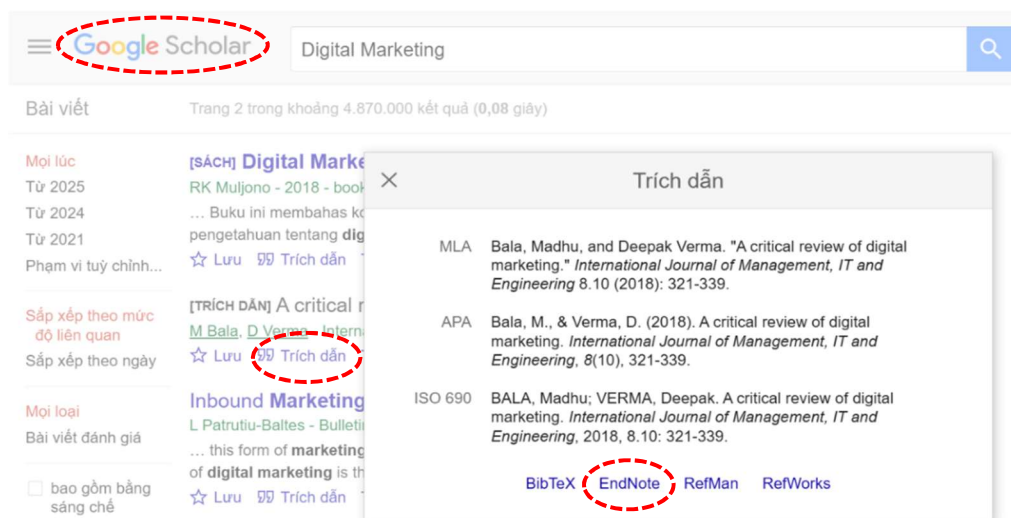 Google Scholar
Digital Marketing
Bài viết
Trang 2 trong khoảng 4.870.000 kết quả (0,08 giây)
Mọi lúc
Từ 2025
Từ 2024
Từ 2021
Phạm vi tuỳ chỉnh...
Sắp xếp theo mức
độ liên quan
Sắp xếp theo ngày
Mọi loại
Bài viết đánh giá
bao gồm bằng
sáng chế
[SÁCH] Digital Marke
RK Muljono - 2018 - book
… Buku ini membahas ko
pengetahuan tentang dig
Lưu Trích dẫn
[TRÍCH DẪN] A critical r
M Bala, D Verma - Intern
Lưu Trích dẫn
Inbound Marketing
L Patrutiu-Baltes - Bulleti
… this form of marketing
of digital marketing is th
Lưu Trích dẫn
Trích dẫn
MLA Bala, Madhu, and Deepak Verma. "A critical review of digital
marketing." International Journal of Management, IT and
Engineering 8.10 (2018): 321-339.
APA Bala, M., & Verma, D. (2018). A critical review of digital
marketing. International Journal of Management, IT and
Engineering, 8(10), 321-339.
ISO 690 BALA, Madhu; VERMA, Deepak. A critical review of digital
marketing. International Journal of Management, IT and
Engineering, 2018, 8.10: 321-339.
BibTeX EndNote RefMan RefWorks